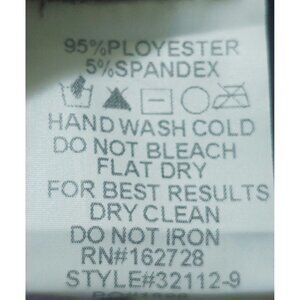 95%PLOYESTER
5%SPANDEX
HAND WASH COLD
DO NOT BLEACH
FLAT DRY
FOR BEST RESULTS
DRY CLEAN
DO NOT IRON
RN#162728
STYLE#32112-9